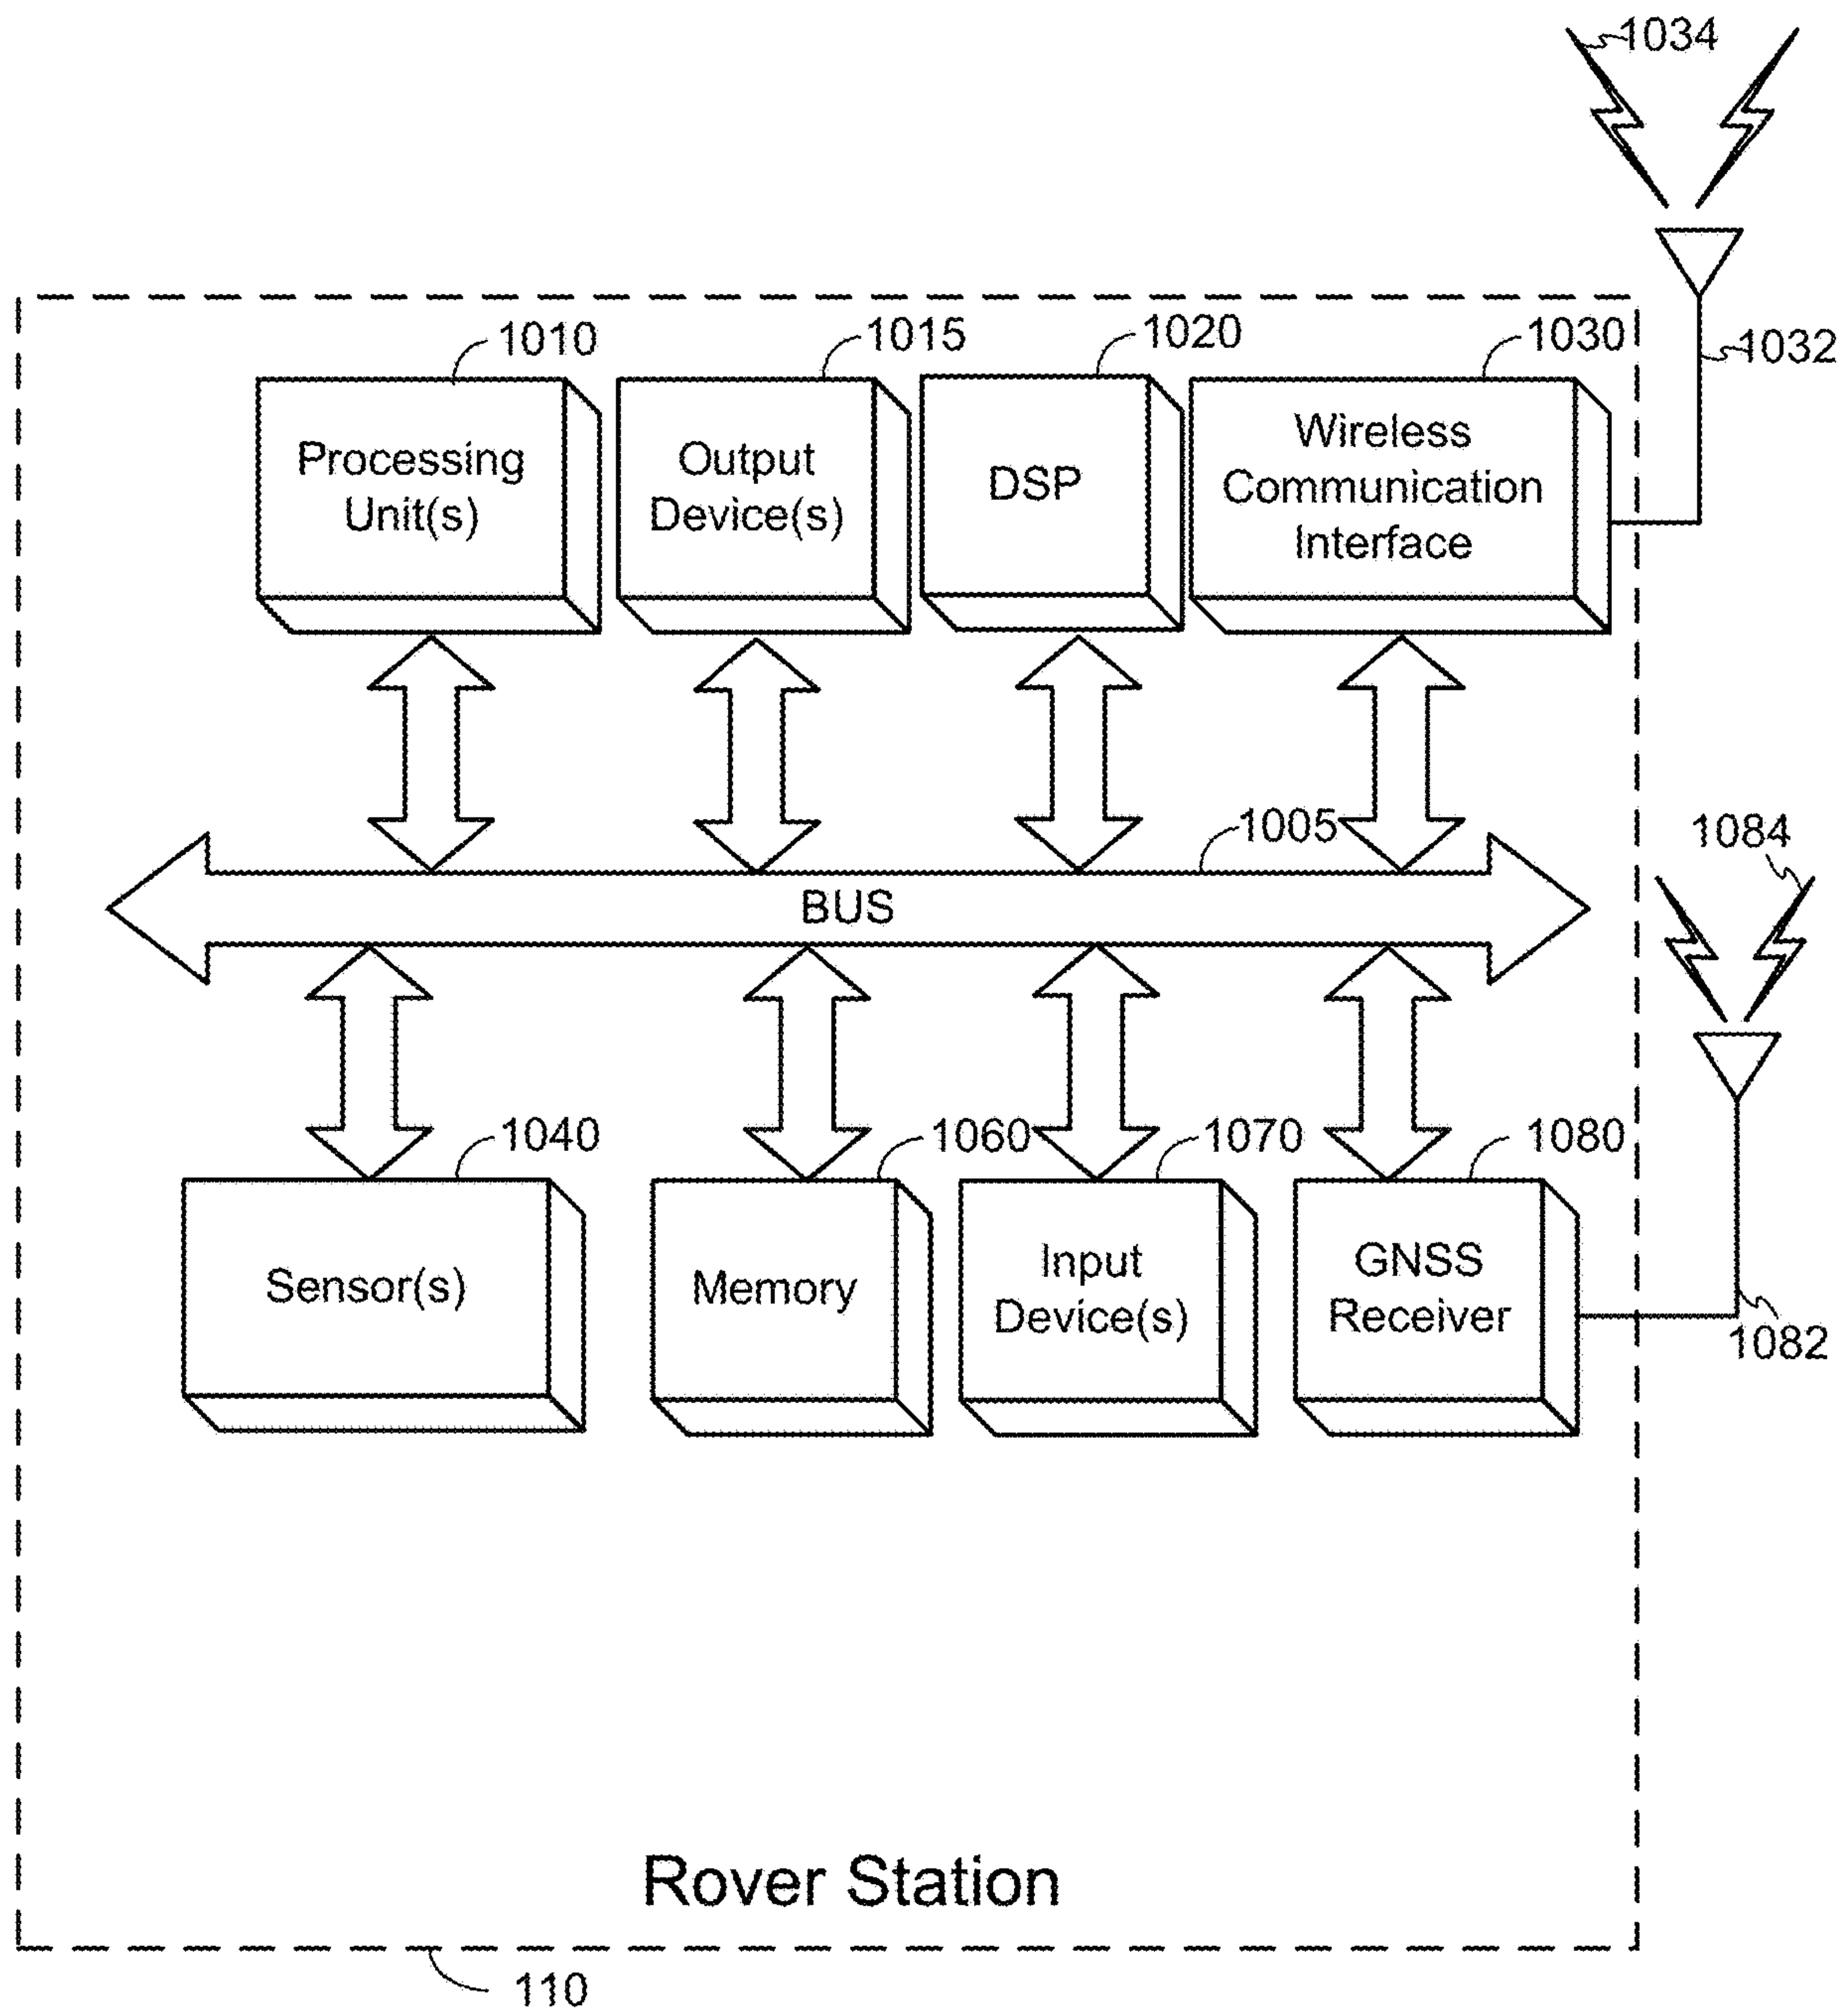 1034
1010
1015
1020
1030
1032
Processing
Unit(s)
Output
Device(s)
DSP
Wireless
Communication
Interface
1005
BUS
1084
1040
1060
1070
1080
Sensor(s)
Memory
Input
Device(s)
GNSS
Receiver
1082
Rover Station
110